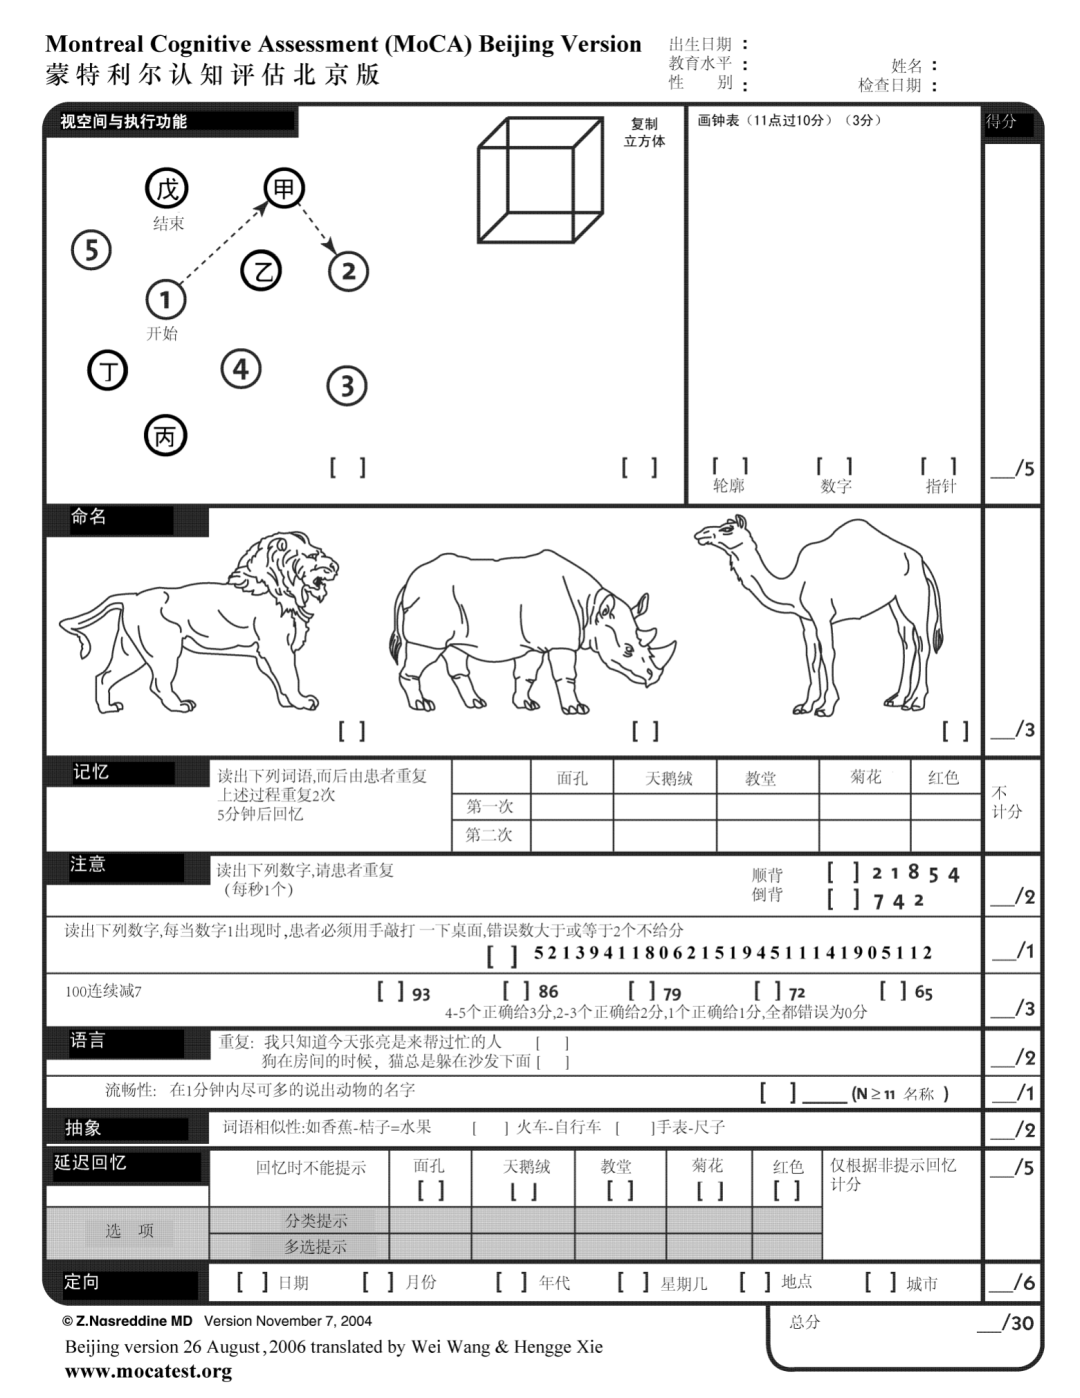 Montreal Cognitive Assessment (MoCA) Beijing Version
蒙特利尔认知评估北京版
出生日期：
教育水平：
性 别：
姓名：
检查日期：
视空间与执行功能
得分
复制
立方体
画钟表（11点过10分）（3分）
戊
结束
甲
5
乙
2
1
开始
丁
4
3
丙
[ ]
[ ]
[ ]
轮廓
[ ]
数字
[ ]
指针
__/5
命名
[ ]
[ ]
[ ]
__/3
记忆
读出下列词语,而后由患者重复
上述过程重复2次
5分钟后回忆
面孔 天鹅绒 教堂 菊花 红色
第一次
第二次
不
计分
注意
读出下列数字,请患者重复
（每秒1个）
顺背 [ ] 2 1 8 5 4
倒背 [ ] 7 4 2
__/2
读出下列数字,每当数字1出现时,患者必须用手敲打一下桌面,错误数大于或等于2个不给分
[ ] 5 2 1 3 9 4 1 1 8 0 6 2 1 5 1 9 4 5 1 1 1 4 1 9 0 5 1 1 2
__/1
100连续减7
[ ] 93 [ ] 86 [ ] 79 [ ] 72 [ ] 65
4-5个正确给3分,2-3个正确给2分,1个正确给1分,全都错误为0分
__/3
语言
重复: 我只知道今天张亮是来帮过忙的人 [ ]
狗在房间的时候，猫总是躲在沙发下面 [ ]
__/2
流畅性: 在1分钟内尽可多的说出动物的名字
[ ] ____ (N ≥ 11 名称 )
__/1
抽象
词语相似性:如香蕉-桔子=水果 [ ] 火车-自行车 [ ]手表-尺子
__/2
延迟回忆
回忆时不能提示
面孔 天鹅绒 教堂 菊花 红色
[ ] [ ] [ ] [ ] [ ]
仅根据非提示回忆
计分
__/5
选 项
分类提示
多选提示
定向
[ ] 日期 [ ] 月份 [ ] 年代 [ ] 星期几 [ ] 地点 [ ] 城市
__/6
© Z.Nasreddine MD Version November 7, 2004
总分
__/30
Beijing version 26 August, 2006 translated by Wei Wang & Hengge Xie
www.mocatest.org